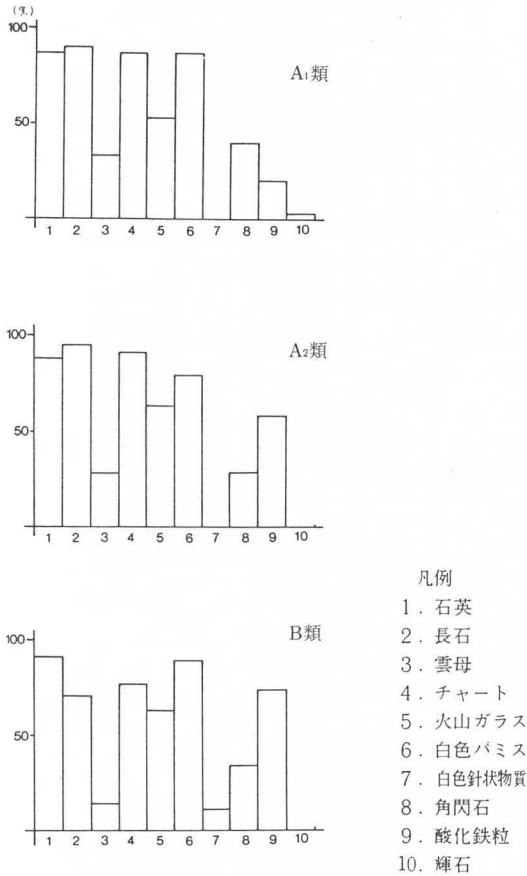 (%)
100
50
1 2 3 4 5 6 7 8 9 10
A₁類
100
50
1 2 3 4 5 6 7 8 9 10
A₂類
100
50
1 2 3 4 5 6 7 8 9 10
B類
凡例
1．石英
2．長石
3．雲母
4．チャート
5．火山ガラス
6．白色パミス
7．白色針状物質
8．角閃石
9．酸化鉄粒
10．輝石